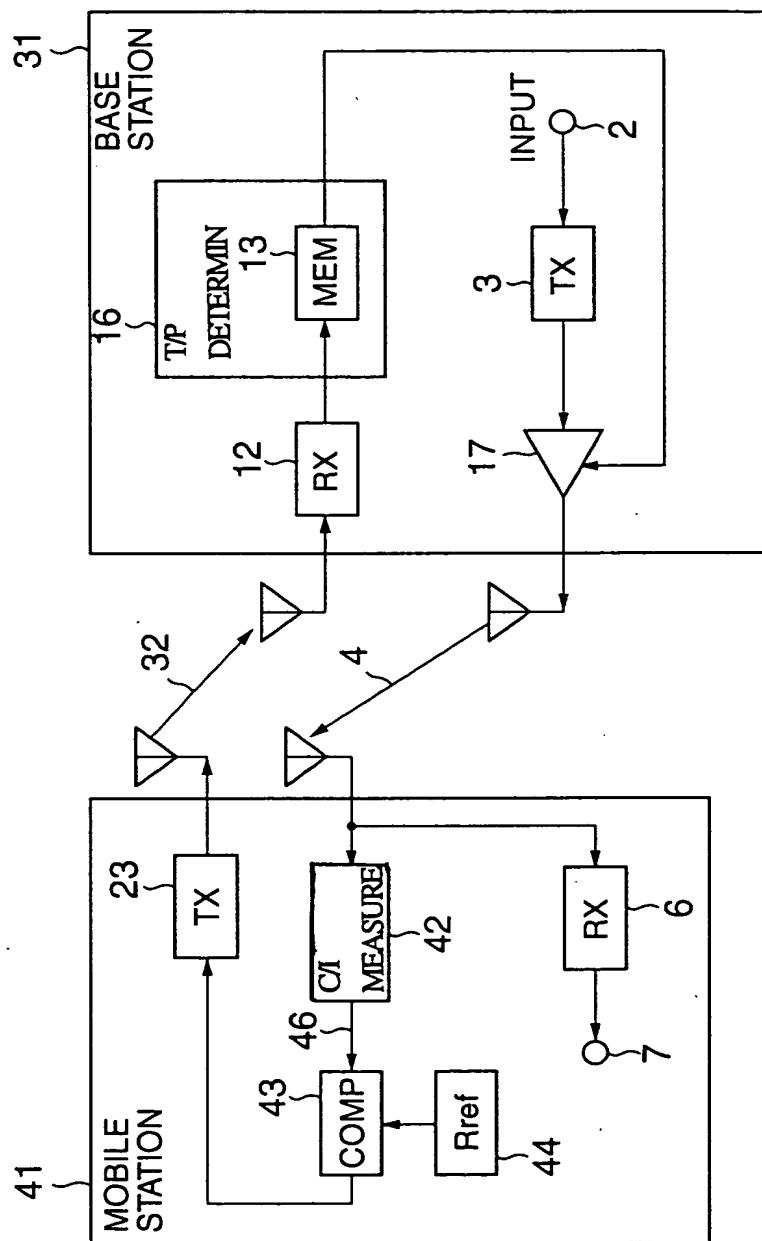 41
MOBILE
STATION
23
TX
43
COMP
46
C/I
MEASURE
42
Rref
44
RX
6
7
32
4
31
BASE
STATION
16
T/P
DETERMIN
13
MEM
12
RX
INPUT
2
3
TX
17